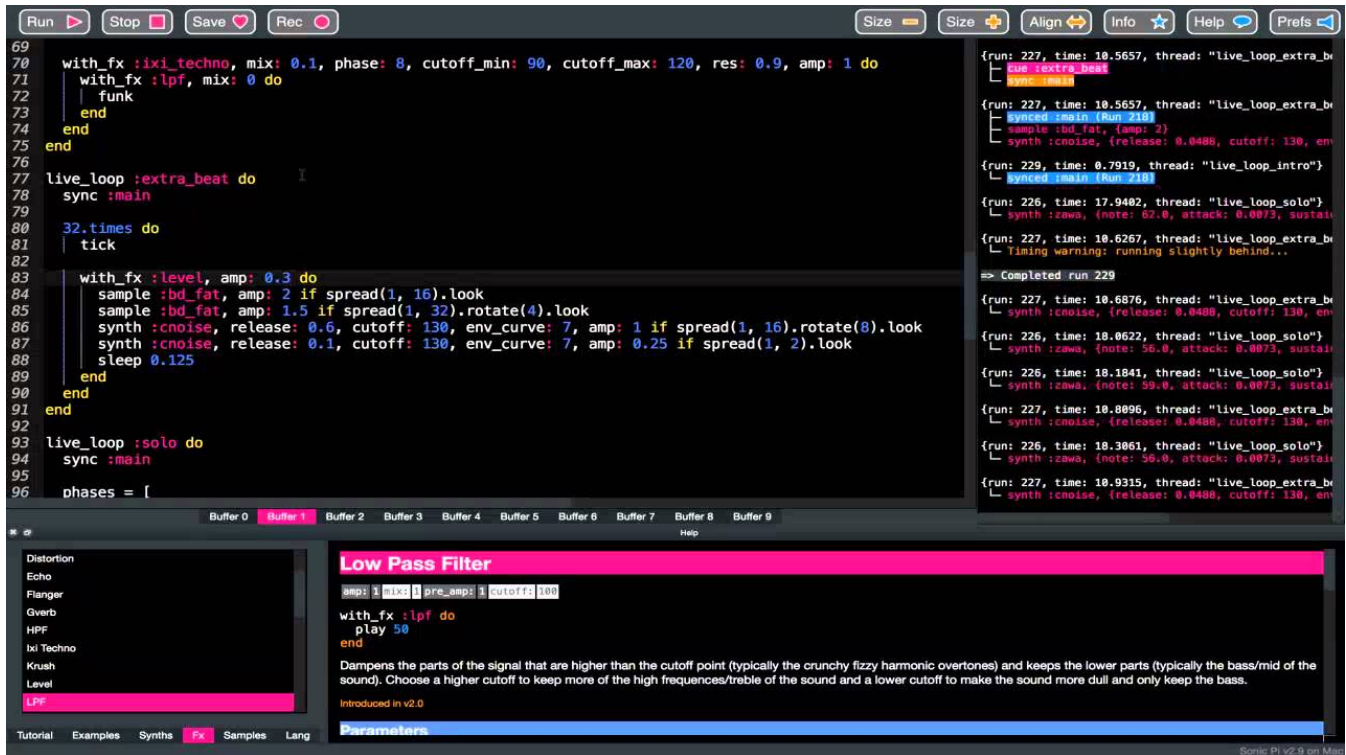 Run Stop Save Rec Size Size Align Info Help Prefs
69
70 with_fx :ixi_techno, mix: 0.1, phase: 8, cutoff_min: 90, cutoff_max: 120, res: 0.9, amp: 1 do
71 with_fx :lpf, mix: 0 do
72 funk
73 end
74 end
75 end
76
77 live_loop :extra_beat do
78 sync :main
79
80 32.times do
81 tick
82
83 with_fx :level, amp: 0.3 do
84 sample :bd_fat, amp: 2 if spread(1, 16).look
85 sample :bd_fat, amp: 1.5 if spread(1, 32).rotate(4).look
86 synth :cnoise, release: 0.6, cutoff: 130, env_curve: 7, amp: 1 if spread(1, 16).rotate(8).look
87 synth :cnoise, release: 0.1, cutoff: 130, env_curve: 7, amp: 0.25 if spread(1, 2).look
88 sleep 0.125
89 end
90 end
91 end
92
93 live_loop :solo do
94 sync :main
95
96 phases = [
{run: 227, time: 10.5657, thread: "live_loop_extra_be
cue :extra_beat
sync :main
{run: 227, time: 10.5657, thread: "live_loop_extra_be
synced :main (Run 218)
sample :bd_fat, {amp: 2}
synth :cnoise, {release: 0.0488, cutoff: 130, env
{run: 229, time: 0.7919, thread: "live_loop_intro"}
synced :main (Run 218)
{run: 226, time: 17.9402, thread: "live_loop_solo"}
synth :zawa, {note: 62.0, attack: 0.0073, sustai
{run: 227, time: 10.6267, thread: "live_loop_extra_be
Timing warning: running slightly behind...
=> Completed run 229
{run: 227, time: 10.6876, thread: "live_loop_extra_be
synth :cnoise, {release: 0.0488, cutoff: 130, en
{run: 226, time: 18.0622, thread: "live_loop_solo"}
synth :zawa, {note: 56.0, attack: 0.0073, sustai
{run: 226, time: 18.1841, thread: "live_loop_solo"}
synth :zawa, {note: 59.0, attack: 0.0073, sustai
{run: 227, time: 10.8096, thread: "live_loop_extra_be
synth :cnoise, {release: 0.0488, cutoff: 130, en
{run: 226, time: 18.3061, thread: "live_loop_solo"}
synth :zawa, {note: 56.0, attack: 0.0073, sustai
{run: 227, time: 10.9315, thread: "live_loop_extra_be
synth :cnoise, {release: 0.0488, cutoff: 130, en
Buffer 0 Buffer 1 Buffer 2 Buffer 3 Buffer 4 Buffer 5 Buffer 6 Buffer 7 Buffer 8 Buffer 9
Help
Distortion
Echo
Flanger
Gverb
HPF
Ixi Techno
Krush
Level
LPF
Tutorial Examples Synths Fx Samples Lang
Low Pass Filter
amp: 1 mix: 1 pre_amp: 1 cutoff: 100
with_fx :lpf do
play 50
end
Dampens the parts of the signal that are higher than the cutoff point (typically the crunchy fizzy harmonic overtones) and keeps the lower parts (typically the bass/mid of the
sound). Choose a higher cutoff to keep more of the high frequences/treble of the sound and a lower cutoff to make the sound more dull and only keep the bass.
Introduced in v2.0
Parameters
Sonic Pi v2.9 on Mac